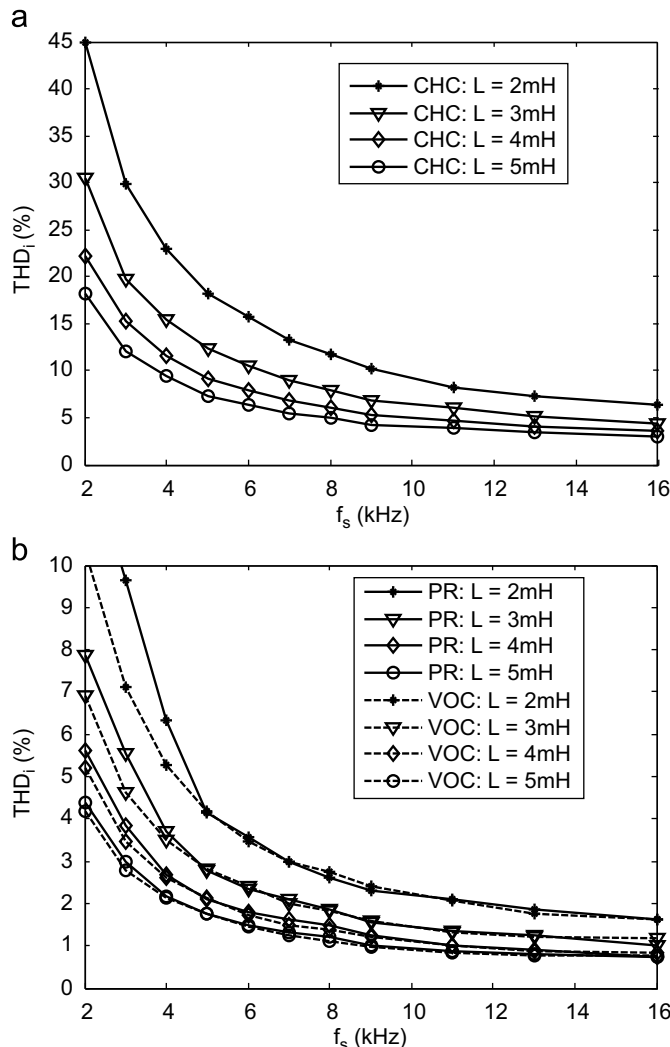 a
45
40
35
30
25
20
15
10
5
0
THDi (%)
CHC: L = 2mH
CHC: L = 3mH
CHC: L = 4mH
CHC: L = 5mH
2 4 6 8 10 12 14 16
fs (kHz)
b
10
9
8
7
6
5
4
3
2
1
0
THDi (%)
PR: L = 2mH
PR: L = 3mH
PR: L = 4mH
PR: L = 5mH
VOC: L = 2mH
VOC: L = 3mH
VOC: L = 4mH
VOC: L = 5mH
2 4 6 8 10 12 14 16
fs (kHz)